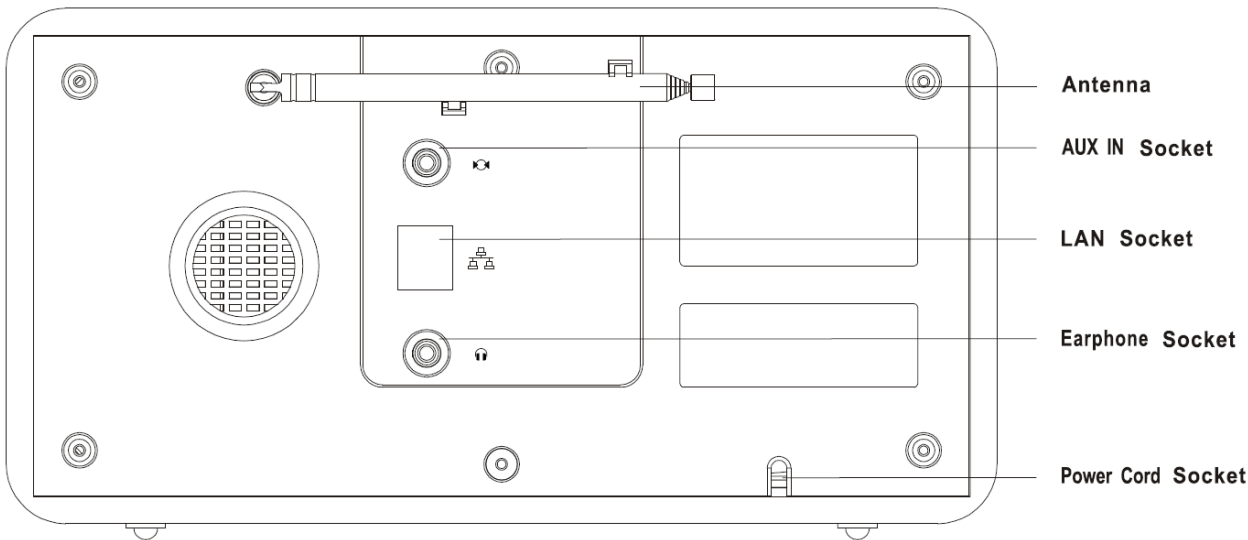 Antenna
AUX IN Socket
LAN Socket
Earphone Socket
Power Cord Socket